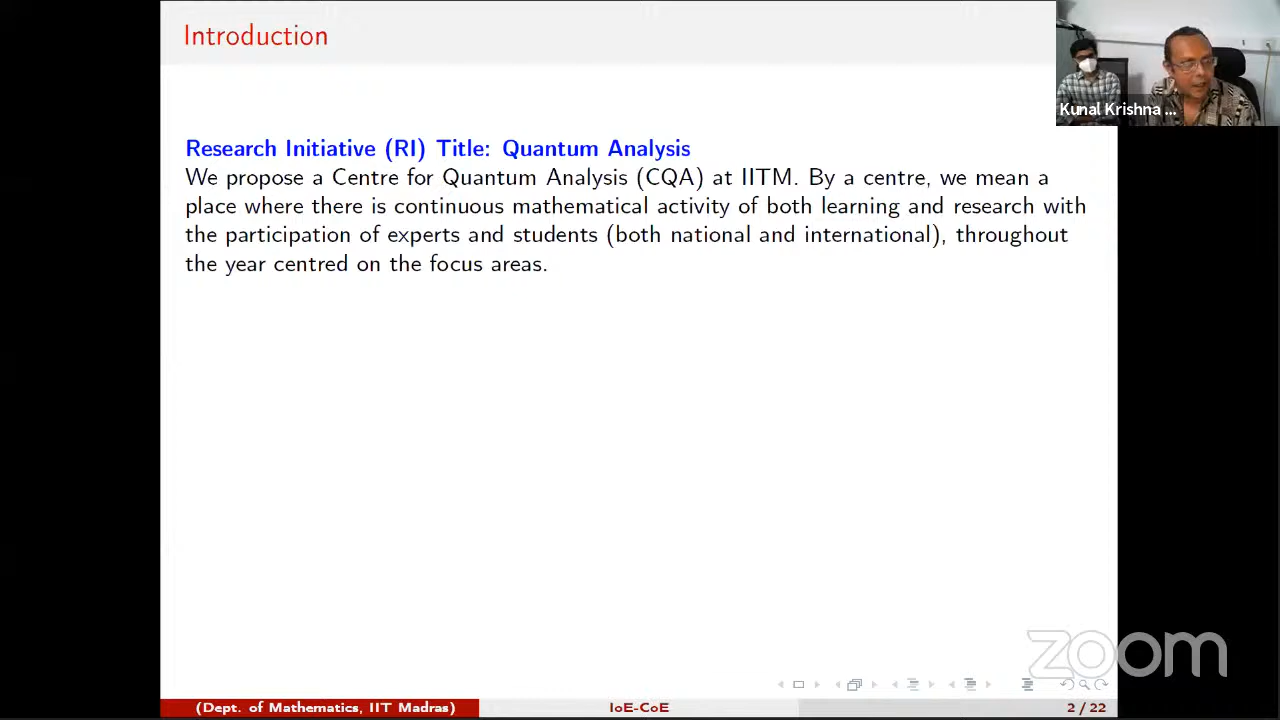 Introduction
Kunal Krishna ...
Research Initiative (RI) Title: Quantum Analysis
We propose a Centre for Quantum Analysis (CQA) at IITM. By a centre, we mean a
place where there is continuous mathematical activity of both learning and research with
the participation of experts and students (both national and international), throughout
the year centred on the focus areas.
zoom
(Dept. of Mathematics, IIT Madras) IoE-CoE 2 / 22